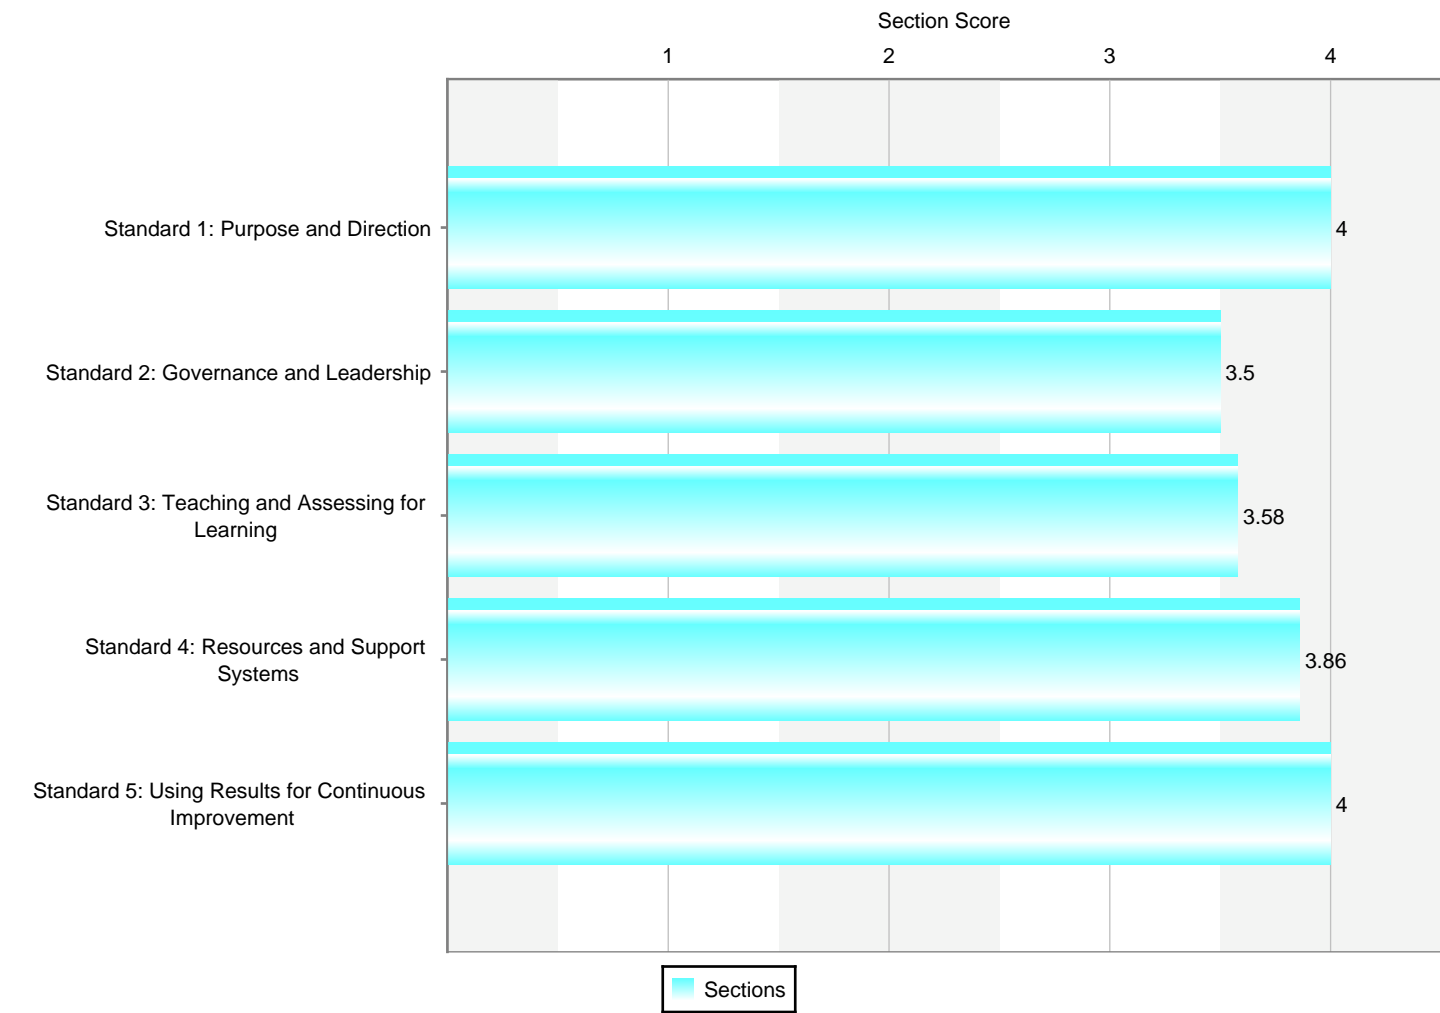 Section Score
1 2 3 4
Standard 1: Purpose and Direction
4
Standard 2: Governance and Leadership
3.5
Standard 3: Teaching and Assessing for
Learning
3.58
Standard 4: Resources and Support
Systems
3.86
Standard 5: Using Results for Continuous
Improvement
4
Sections